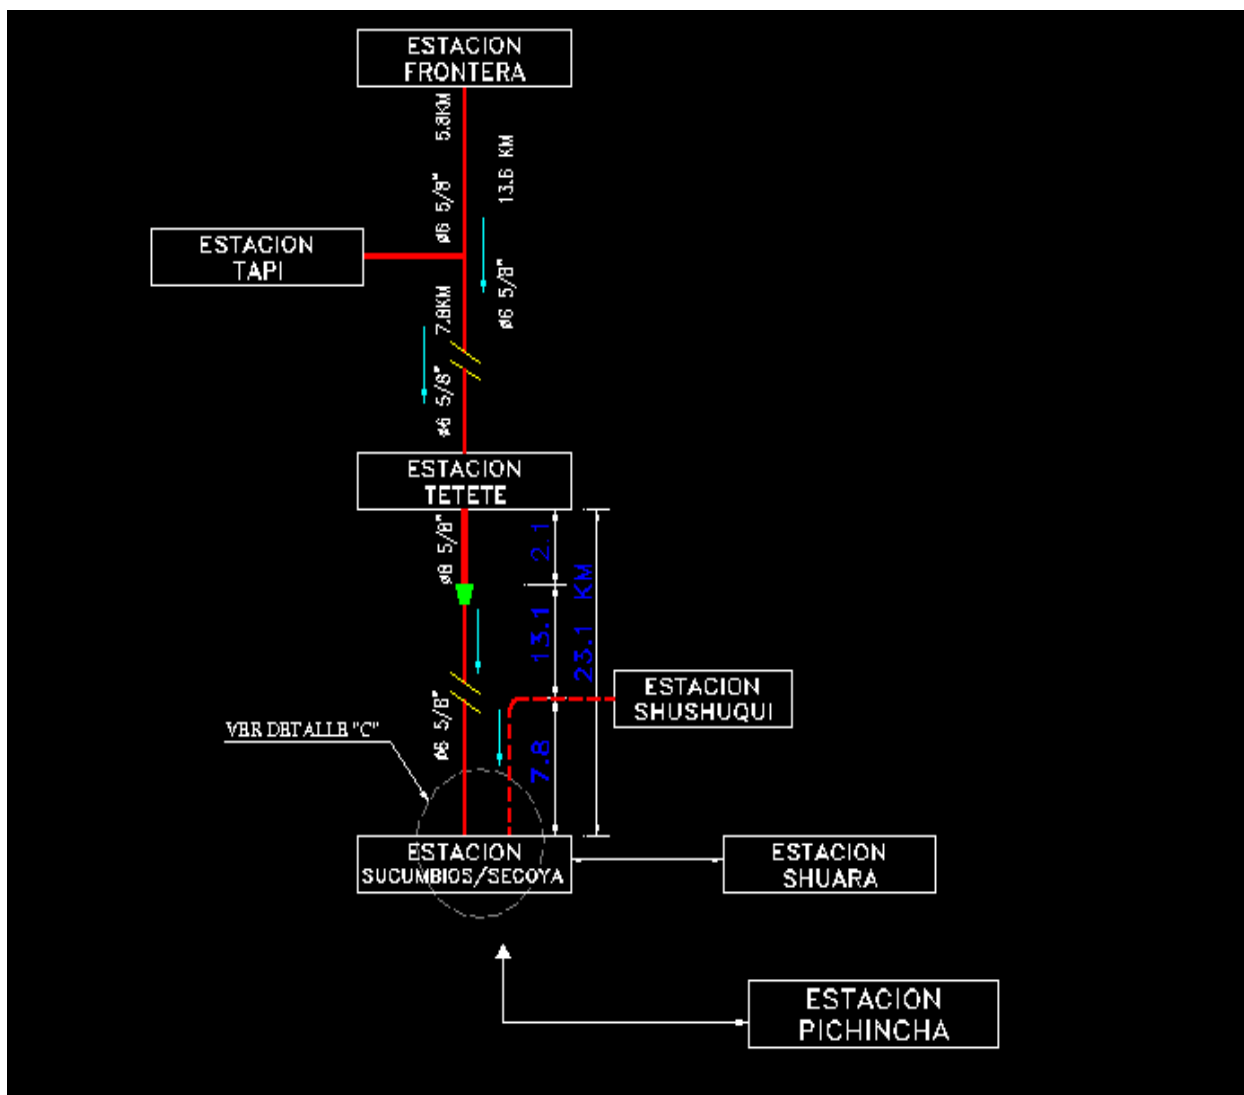 ESTACION
FRONTERA
5.8KM
ø6 5/8"
13.6 KM
ø6 5/8"
ESTACION
TAPI
7.8KM
ø6 5/8"
ESTACION
TETETE
ø8 5/8"
2.1
13.1
23.1 KM
ESTACION
SHUSHUQI
ø6 5/8"
7.8
VER DETALLE "C"
ESTACION
SUCUMBIOS/SECOYA
ESTACION
SHUARA
ESTACION
PICHINCHA